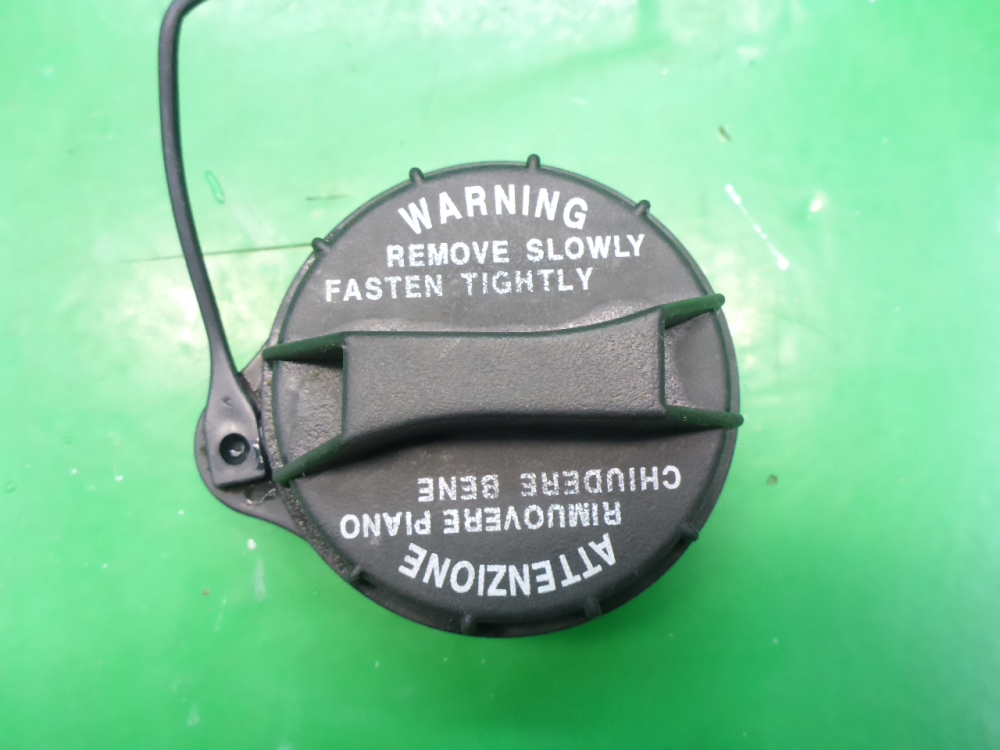 WARNING
REMOVE SLOWLY
FASTEN TIGHTLY
ATTENZIONE
RIMUOVERE PIANO
CHIUDERE BENE